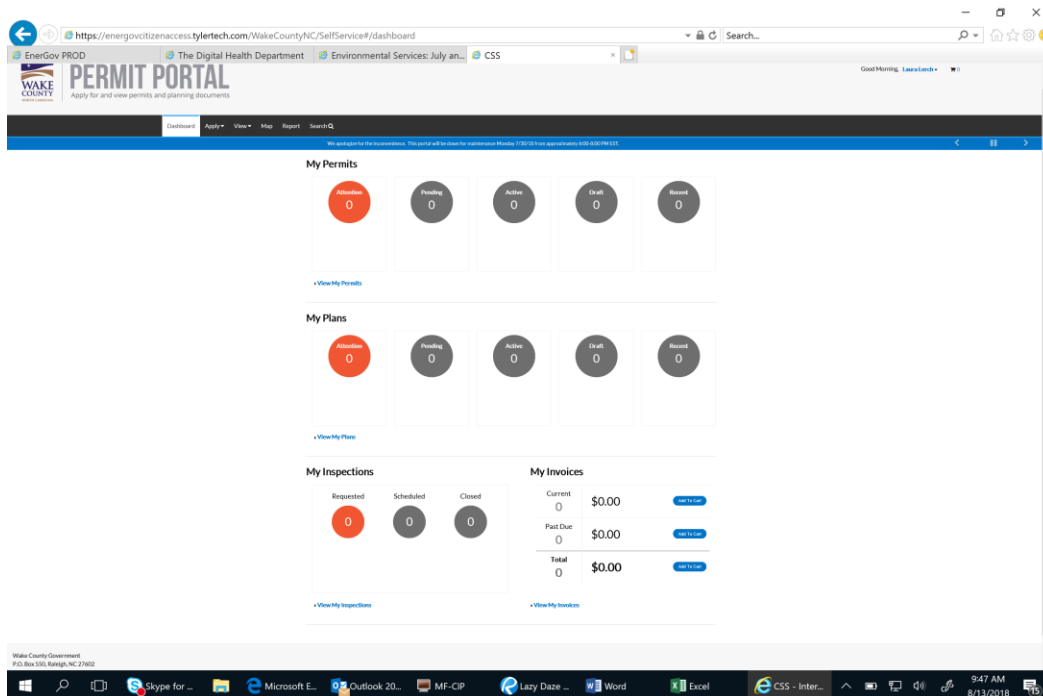 https://energovcitizenaccess.tylertech.com/WakeCountyNC/SelfService#/dashboard
Search...
EnerGov PROD
The Digital Health Department
Environmental Services: July an...
CSS
WAKE
COUNTY
NORTH CAROLINA
PERMIT PORTAL
Apply for and view permits and planning documents
Good Morning, Laura Lerch
0
Dashboard Apply View Map Report Search
We apologize for the inconvenience. This portal will be down for maintenance Monday 7/30/18 from approximately 6:00-8:00 PM EST.
My Permits
Attention Pending Active Draft Recent
0 0 0 0 0
View My Permits
My Plans
Attention Pending Active Draft Recent
0 0 0 0 0
View My Plans
My Inspections
Requested Scheduled Closed
0 0 0
View My Inspections
My Invoices
Current
0 $0.00 Add To Cart
Past Due
0 $0.00 Add To Cart
Total
0 $0.00 Add To Cart
View My Invoices
Wake County Government
P.O. Box 550, Raleigh, NC 27602
Skype for ... Microsoft E... Outlook 20... MF-CIP Lazy Daze ... Word Excel CSS - Inter...
9:47 AM
8/13/2018
15